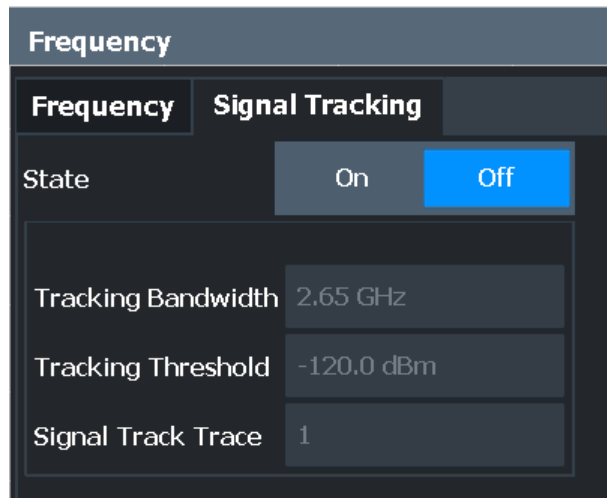 Frequency
Frequency Signal Tracking
State On Off
Tracking Bandwidth 2.65 GHz
Tracking Threshold -120.0 dBm
Signal Track Trace 1